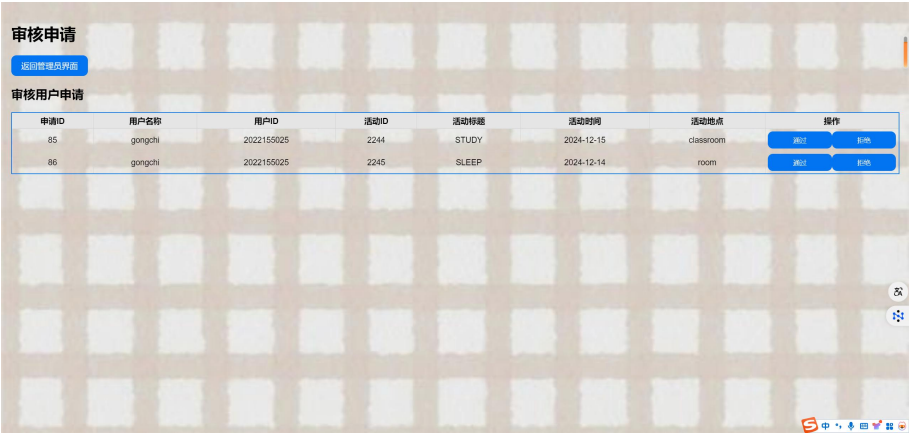 审核申请
返回管理员界面
审核用户申请
申请ID 用户名称 用户ID 活动ID 活动标题 活动时间 活动地点 操作
85 gongchi 2022155025 2244 STUDY 2024-12-15 classroom 通过 拒绝
86 gongchi 2022155025 2245 SLEEP 2024-12-14 room 通过 拒绝
中